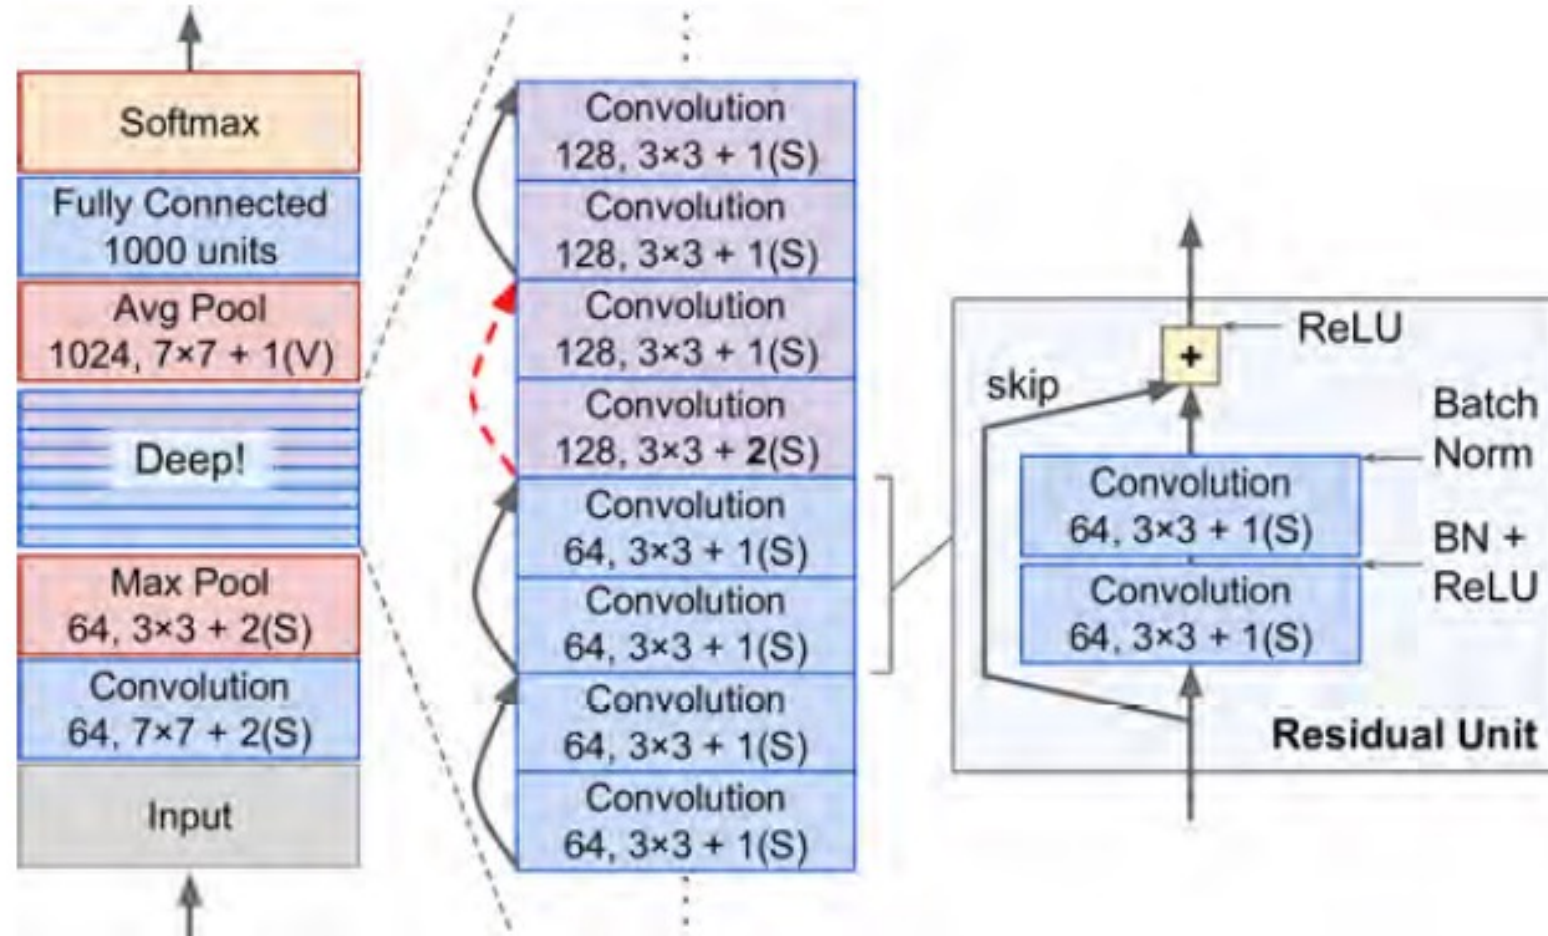 Softmax
Fully Connected
1000 units
Avg Pool
1024, 7×7 + 1(V)
Deep!
Max Pool
64, 3×3 + 2(S)
Convolution
64, 7×7 + 2(S)
Input
Convolution
128, 3×3 + 1(S)
Convolution
128, 3×3 + 1(S)
Convolution
128, 3×3 + 1(S)
Convolution
128, 3×3 + 2(S)
Convolution
64, 3×3 + 1(S)
Convolution
64, 3×3 + 1(S)
Convolution
64, 3×3 + 1(S)
Convolution
64, 3×3 + 1(S)
+
ReLU
skip
Batch
Norm
Convolution
64, 3×3 + 1(S)
BN +
ReLU
Convolution
64, 3×3 + 1(S)
Residual Unit